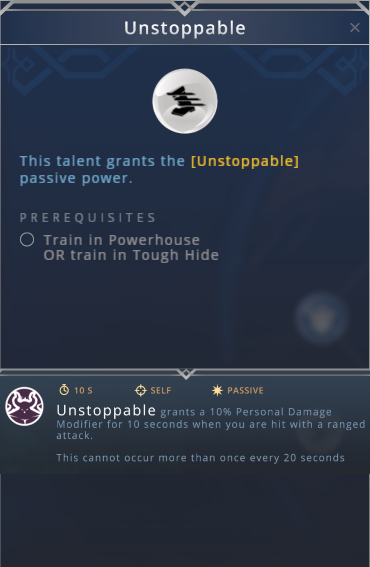 Unstoppable
This talent grants the [Unstoppable]
passive power.
PREREQUISITES
Train in Powerhouse
OR train in Tough Hide
10 S SELF PASSIVE
Unstoppable grants a 10% Personal Damage
Modifier for 10 seconds when you are hit with a ranged
attack.
This cannot occur more than once every 20 seconds